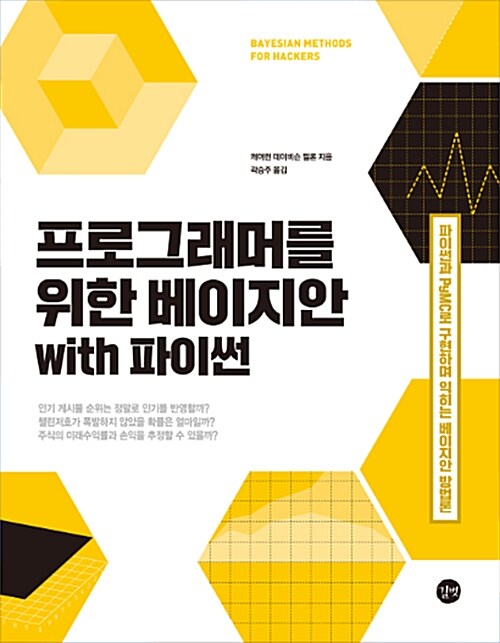 BAYESIAN METHODS
FOR HACKERS
캐머런 데이비슨 필론 지음
곽승주 옮김
프로그래머를
위한 베이지안
with 파이썬
파이썬과 PyMC로 구현하며 익히는 베이지안 방법론
인기 게시물 순위는 정말로 인기를 반영할까?
챌린저호가 폭발하지 않았을 확률은 얼마일까?
주식의 미래수익률과 손익을 추정할 수 있을까?
길벗